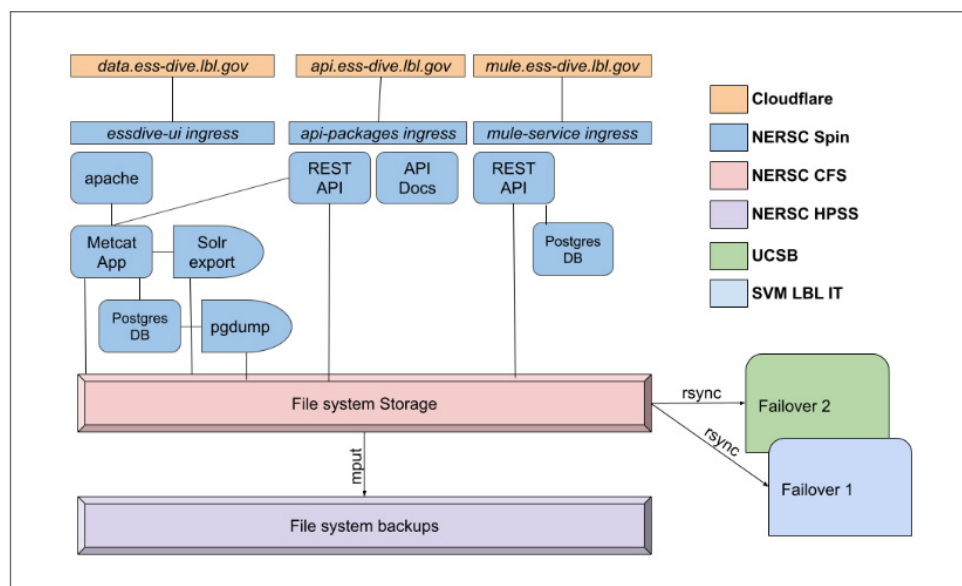 data.ess-dive.lbl.gov
api.ess-dive.lbl.gov
mule.ess-dive.lbl.gov
essdive-ui ingress
api-packages ingress
mule-service ingress
apache
REST
API
API
Docs
REST
API
Metcat
App
Solr
export
Postgres
DB
Postgres
DB
pgdump
Cloudflare
NERSC Spin
NERSC CFS
NERSC HPSS
UCSB
SVM LBL IT
File system Storage
rsync
Failover 2
rsync
Failover 1
mput
File system backups